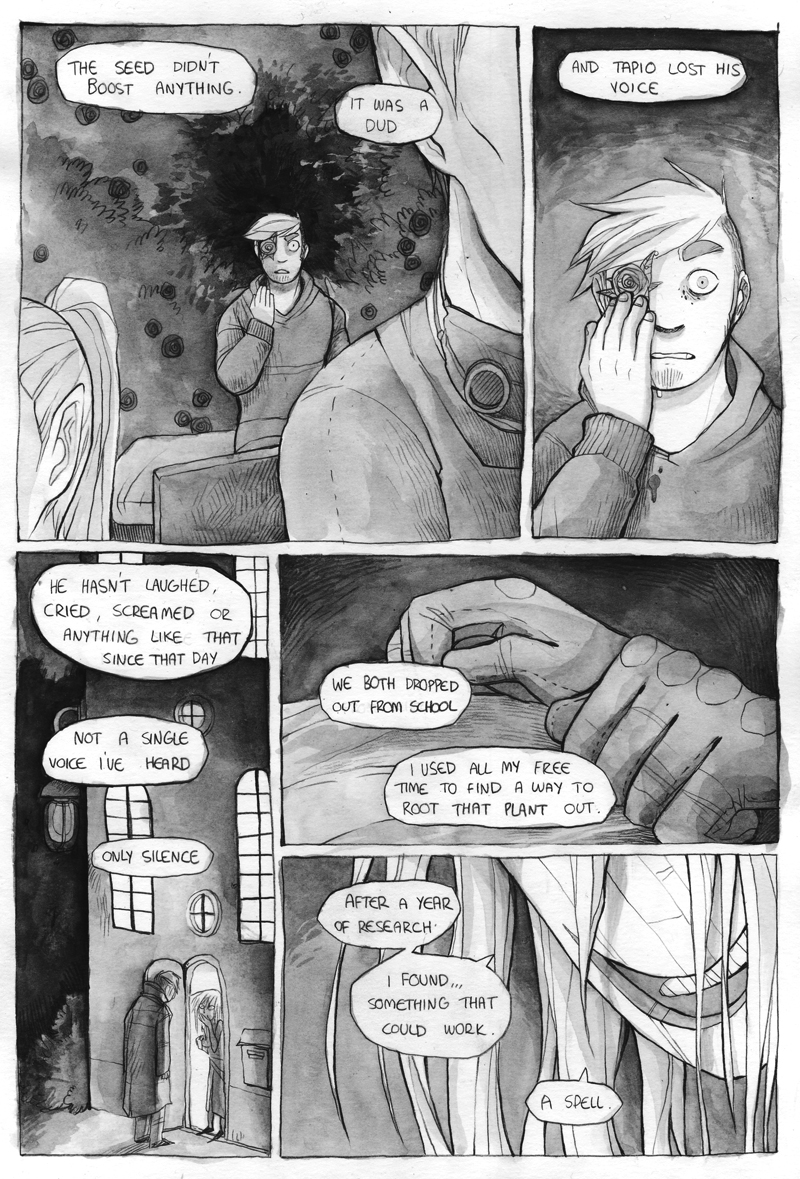 THE SEED DIDN'T
BOOST ANYTHING.
IT WAS A
DUD
AND TAPIO LOST HIS
VOICE
HE HASN'T LAUGHED,
CRIED, SCREAMED OR
ANYTHING LIKE THAT
SINCE THAT DAY
NOT A SINGLE
VOICE I'VE HEARD
ONLY SILENCE
WE BOTH DROPPED
OUT FROM SCHOOL
I USED ALL MY FREE
TIME TO FIND A WAY TO
ROOT THAT PLANT OUT.
AFTER A YEAR
OF RESEARCH.
I FOUND,,,
SOMETHING THAT
COULD WORK.
A SPELL.